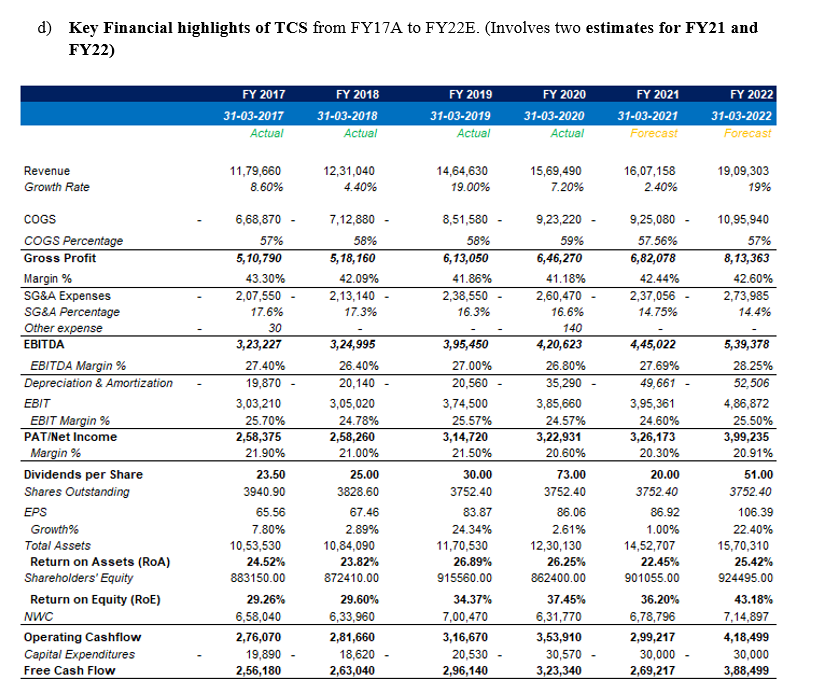 d) Key Financial highlights of TCS from FY17A to FY22E. (Involves two estimates for FY21 and
FY22)
FY 2017 FY 2018 FY 2019 FY 2020 FY 2021 FY 2022
31-03-2017 31-03-2018 31-03-2019 31-03-2020 31-03-2021 31-03-2022
Actual Actual Actual Actual Forecast Forecast
Revenue 11,79,660 12,31,040 14,64,630 15,69,490 16,07,158 19,09,303
Growth Rate 8.60% 4.40% 19.00% 7.20% 2.40% 19%
COGS - 6,68,870 - 7,12,880 - 8,51,580 - 9,23,220 - 9,25,080 - 10,95,940
COGS Percentage 57% 58% 58% 59% 57.56% 57%
Gross Profit 5,10,790 5,18,160 6,13,050 6,46,270 6,82,078 8,13,363
Margin % 43.30% 42.09% 41.86% 41.18% 42.44% 42.60%
SG&A Expenses - 2,07,550 - 2,13,140 - 2,38,550 - 2,60,470 - 2,37,056 - 2,73,985
SG&A Percentage 17.6% 17.3% 16.3% 16.6% 14.75% 14.4%
Other expense - 30 - - - 140 - -
EBITDA 3,23,227 3,24,995 3,95,450 4,20,623 4,45,022 5,39,378
EBITDA Margin % 27.40% 26.40% 27.00% 26.80% 27.69% 28.25%
Depreciation & Amortization - 19,870 - 20,140 - 20,560 - 35,290 - 49,661 - 52,506
EBIT 3,03,210 3,05,020 3,74,500 3,85,660 3,95,361 4,86,872
EBIT Margin % 25.70% 24.78% 25.57% 24.57% 24.60% 25.50%
PAT/Net Income 2,58,375 2,58,260 3,14,720 3,22,931 3,26,173 3,99,235
Margin % 21.90% 21.00% 21.50% 20.60% 20.30% 20.91%
Dividends per Share 23.50 25.00 30.00 73.00 20.00 51.00
Shares Outstanding 3940.90 3828.60 3752.40 3752.40 3752.40 3752.40
EPS 65.56 67.46 83.87 86.06 86.92 106.39
Growth% 7.80% 2.89% 24.34% 2.61% 1.00% 22.40%
Total Assets 10,53,530 10,84,090 11,70,530 12,30,130 14,52,707 15,70,310
Return on Assets (RoA) 24.52% 23.82% 26.89% 26.25% 22.45% 25.42%
Shareholders' Equity 883150.00 872410.00 915560.00 862400.00 901055.00 924495.00
Return on Equity (RoE) 29.26% 29.60% 34.37% 37.45% 36.20% 43.18%
NWC 6,58,040 6,33,960 7,00,470 6,31,770 6,78,796 7,14,897
Operating Cashflow 2,76,070 2,81,660 3,16,670 3,53,910 2,99,217 4,18,499
Capital Expenditures - 19,890 - 18,620 - 20,530 - 30,570 - 30,000 - 30,000
Free Cash Flow 2,56,180 2,63,040 2,96,140 3,23,340 2,69,217 3,88,499